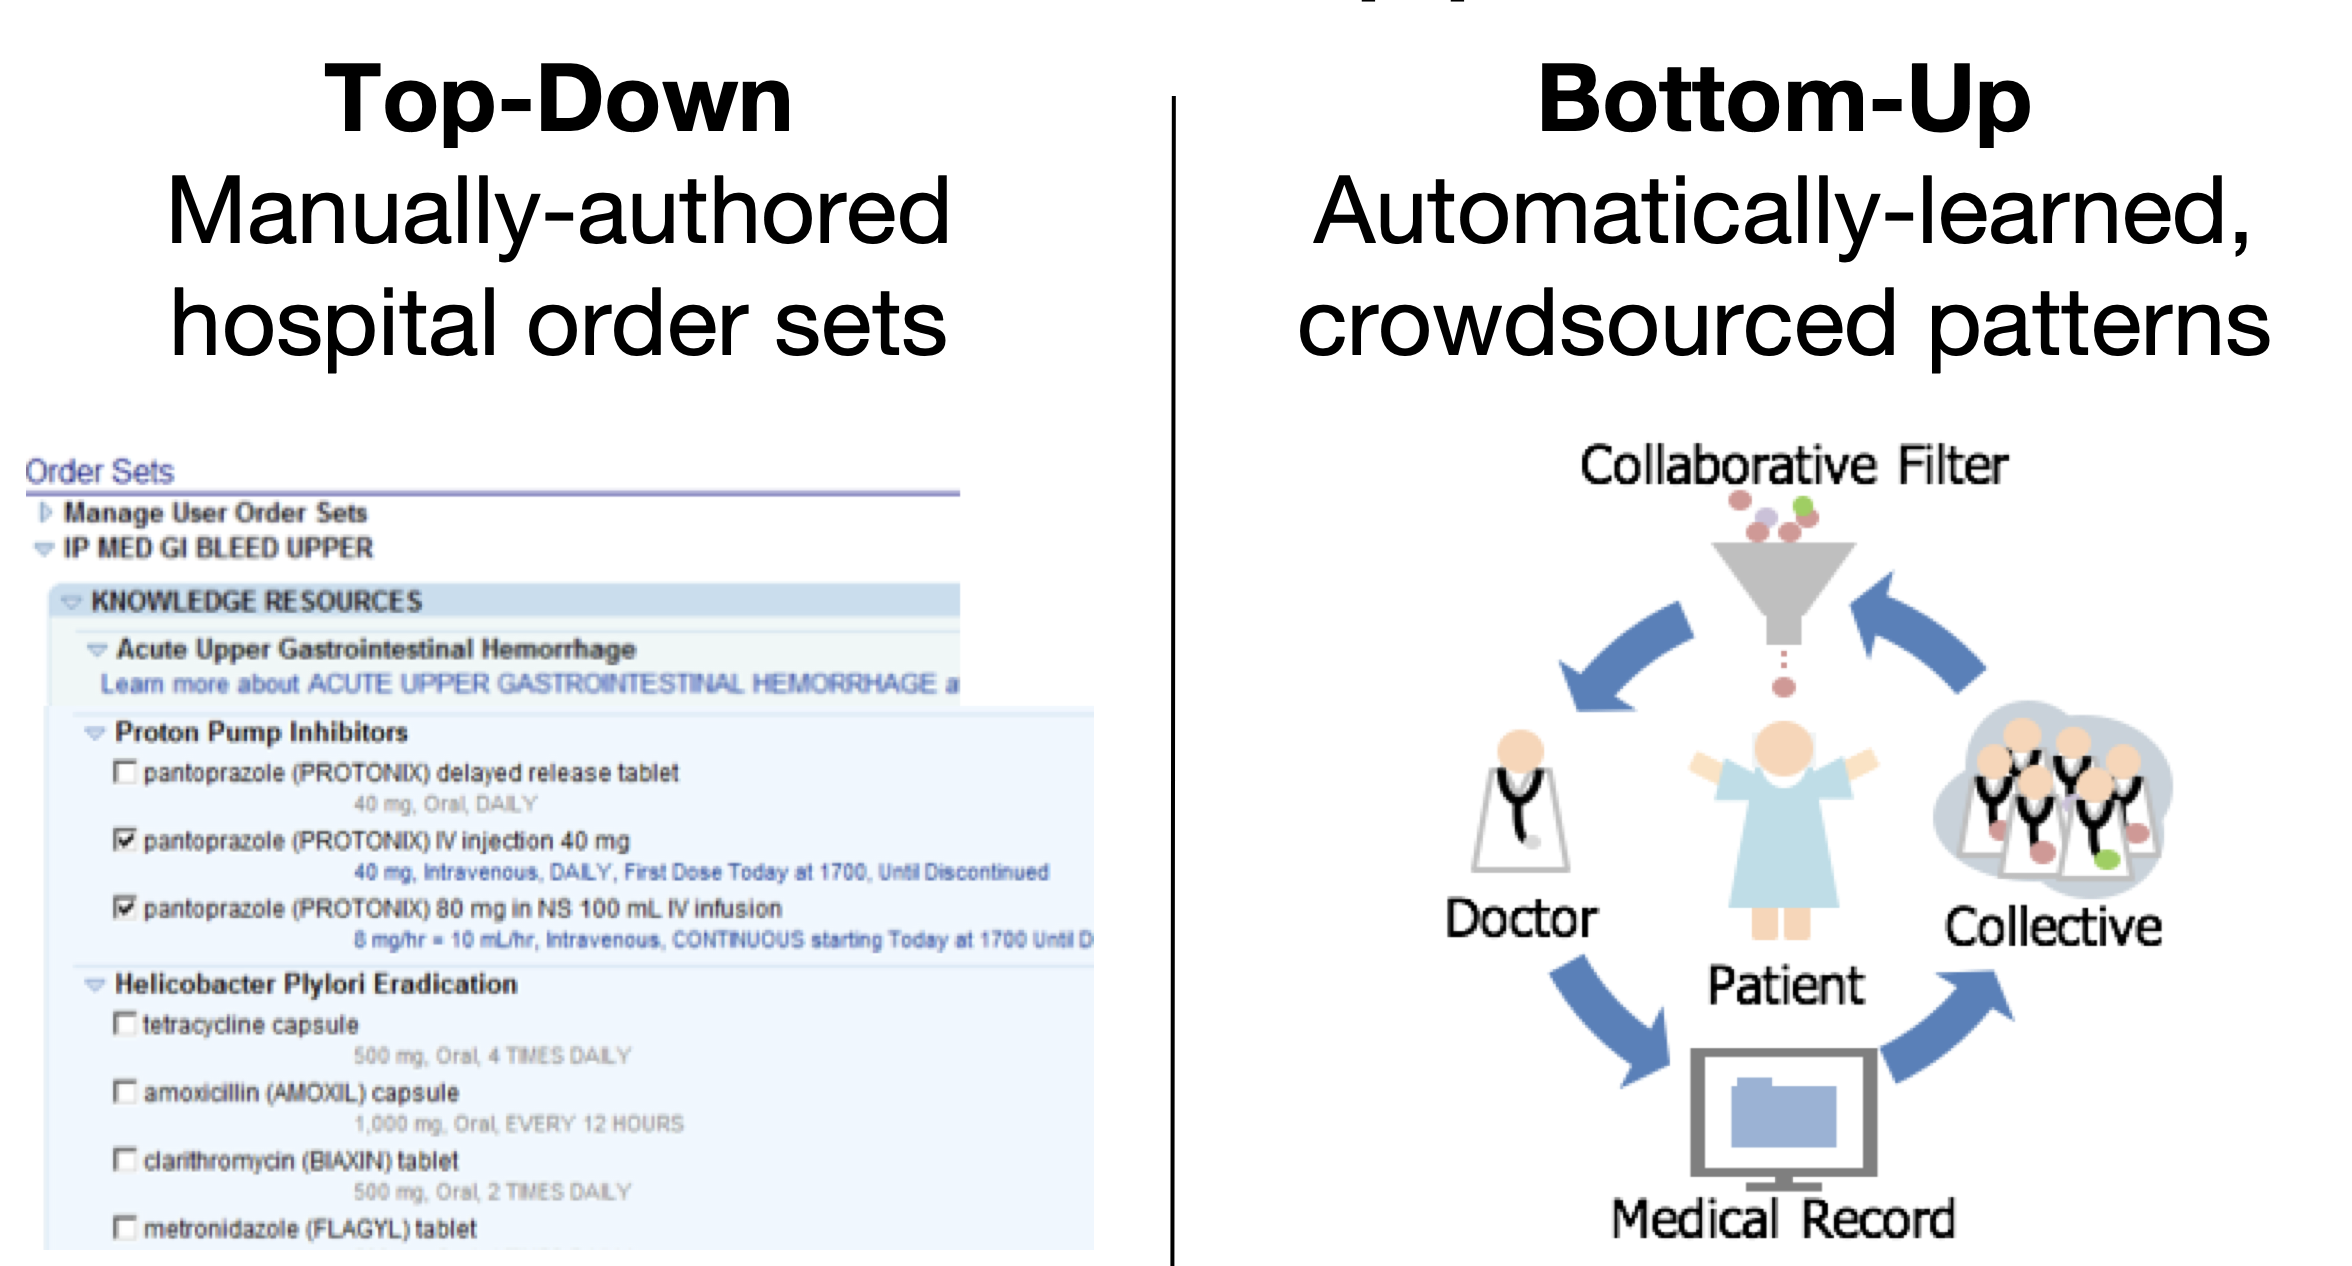 Top-Down
Manually-authored
hospital order sets
Order Sets
Manage User Order Sets
IP MED GI BLEED UPPER
KNOWLEDGE RESOURCES
Acute Upper Gastrointestinal Hemorrhage
Learn more about ACUTE UPPER GASTROINTESTINAL HEMORRHAGE
Proton Pump Inhibitors
pantoprazole (PROTONIX) delayed release tablet
40 mg, Oral, DAILY
pantoprazole (PROTONIX) IV injection 40 mg
40 mg, Intravenous, DAILY, First Dose Today at 1700, Until Discontinued
pantoprazole (PROTONIX) 80 mg in NS 100 mL IV infusion
8 mg/hr = 10 mL/hr, Intravenous, CONTINUOUS starting Today at 1700 Until D
Helicobacter Plylori Eradication
tetracycline capsule
500 mg, Oral, 4 TIMES DAILY
amoxicillin (AMOXIL) capsule
1,000 mg, Oral, EVERY 12 HOURS
clarithromycin (BIAXIN) tablet
500 mg, Oral, 2 TIMES DAILY
metronidazole (FLAGYL) tablet
Bottom-Up
Automatically-learned,
crowdsourced patterns
Collaborative Filter
Doctor
Patient
Collective
Medical Record